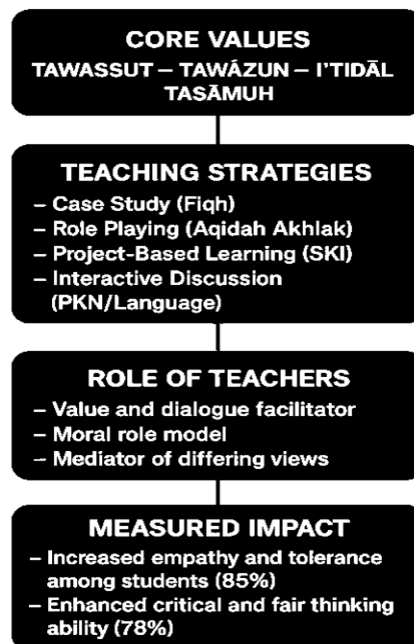 CORE VALUES
TAWASSUT – TAWÁZUN – I'TIDĀL
TASĀMUH
TEACHING STRATEGIES
– Case Study (Fiqh)
– Role Playing (Aqidah Akhlak)
– Project-Based Learning (SKI)
– Interactive Discussion
(PKN/Language)
ROLE OF TEACHERS
– Value and dialogue facilitator
– Moral role model
– Mediator of differing views
MEASURED IMPACT
– Increased empathy and tolerance
among students (85%)
– Enhanced critical and fair thinking
ability (78%)